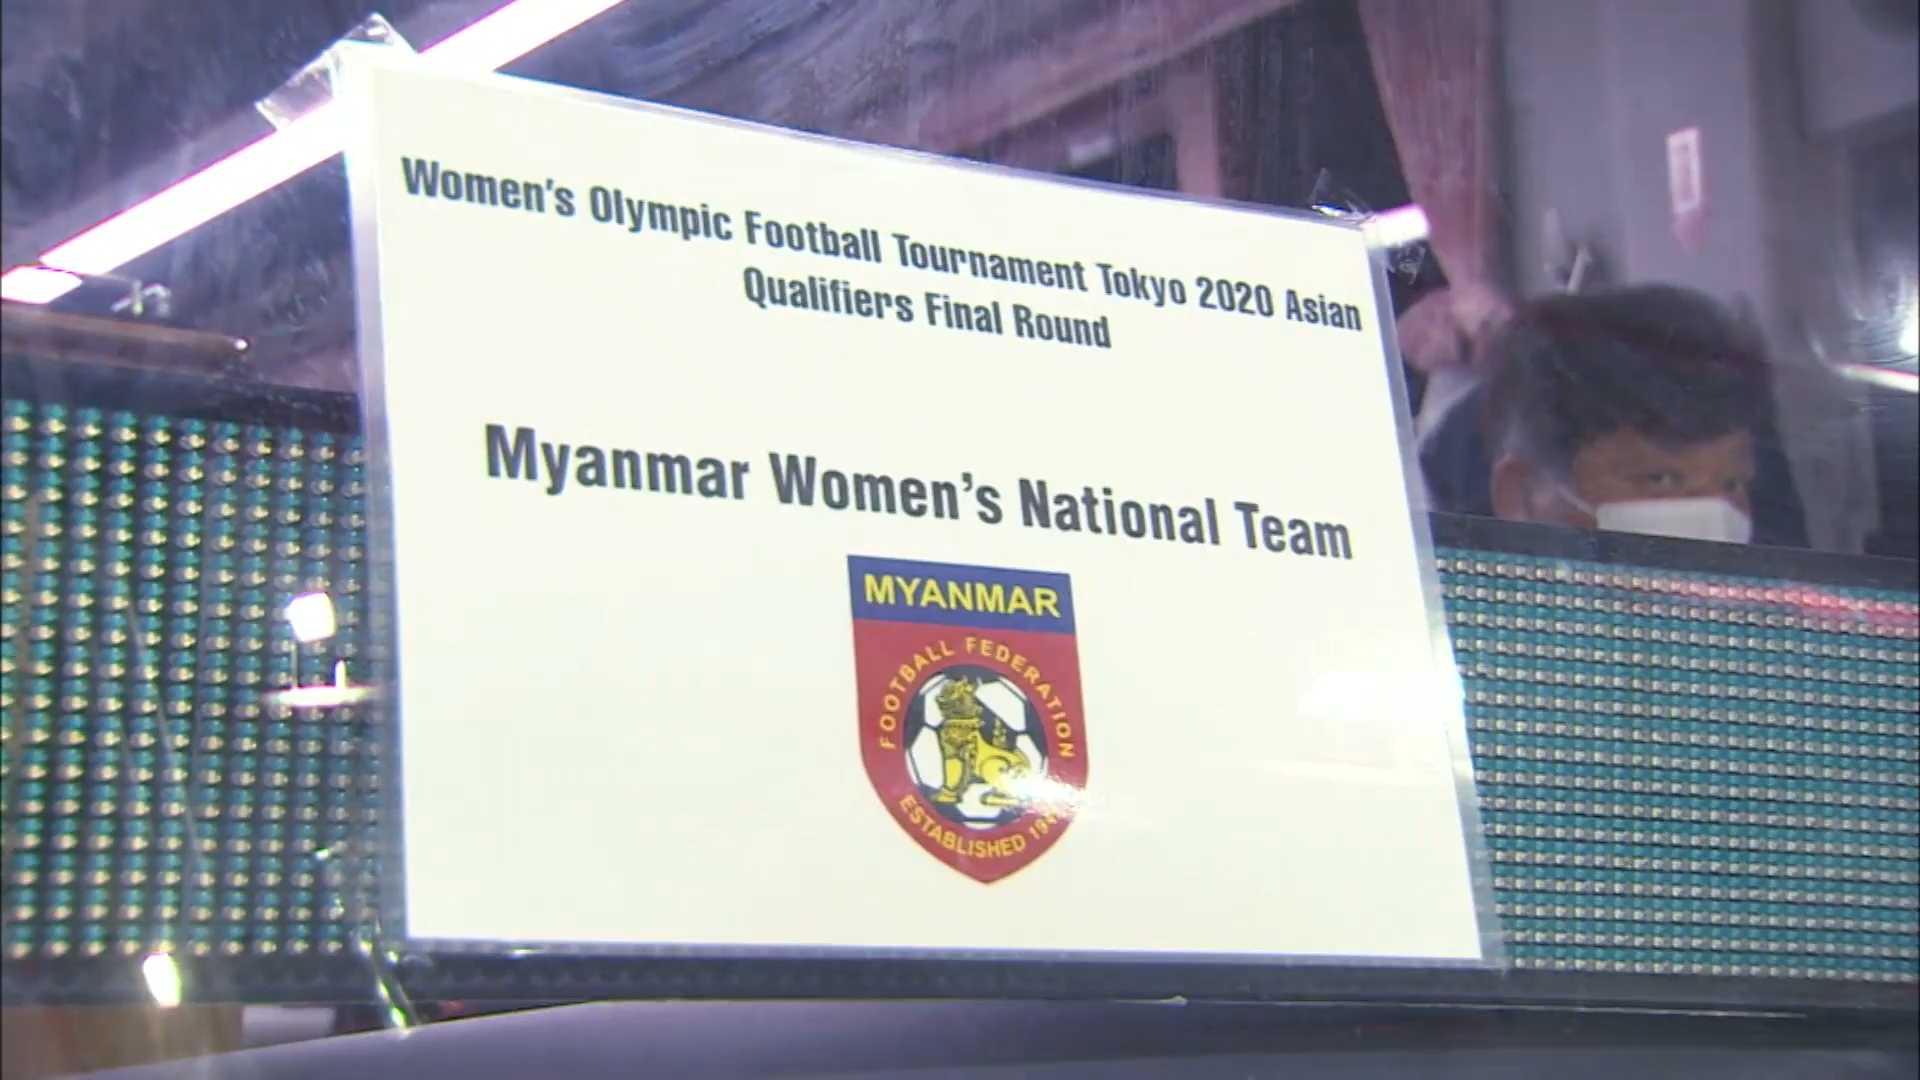 Women's Olympic Football Tournament Tokyo 2020 Asian
Qualifiers Final Round
Myanmar Women's National Team
MYANMAR
FOOTBALL FEDERATION
ESTABLISHED